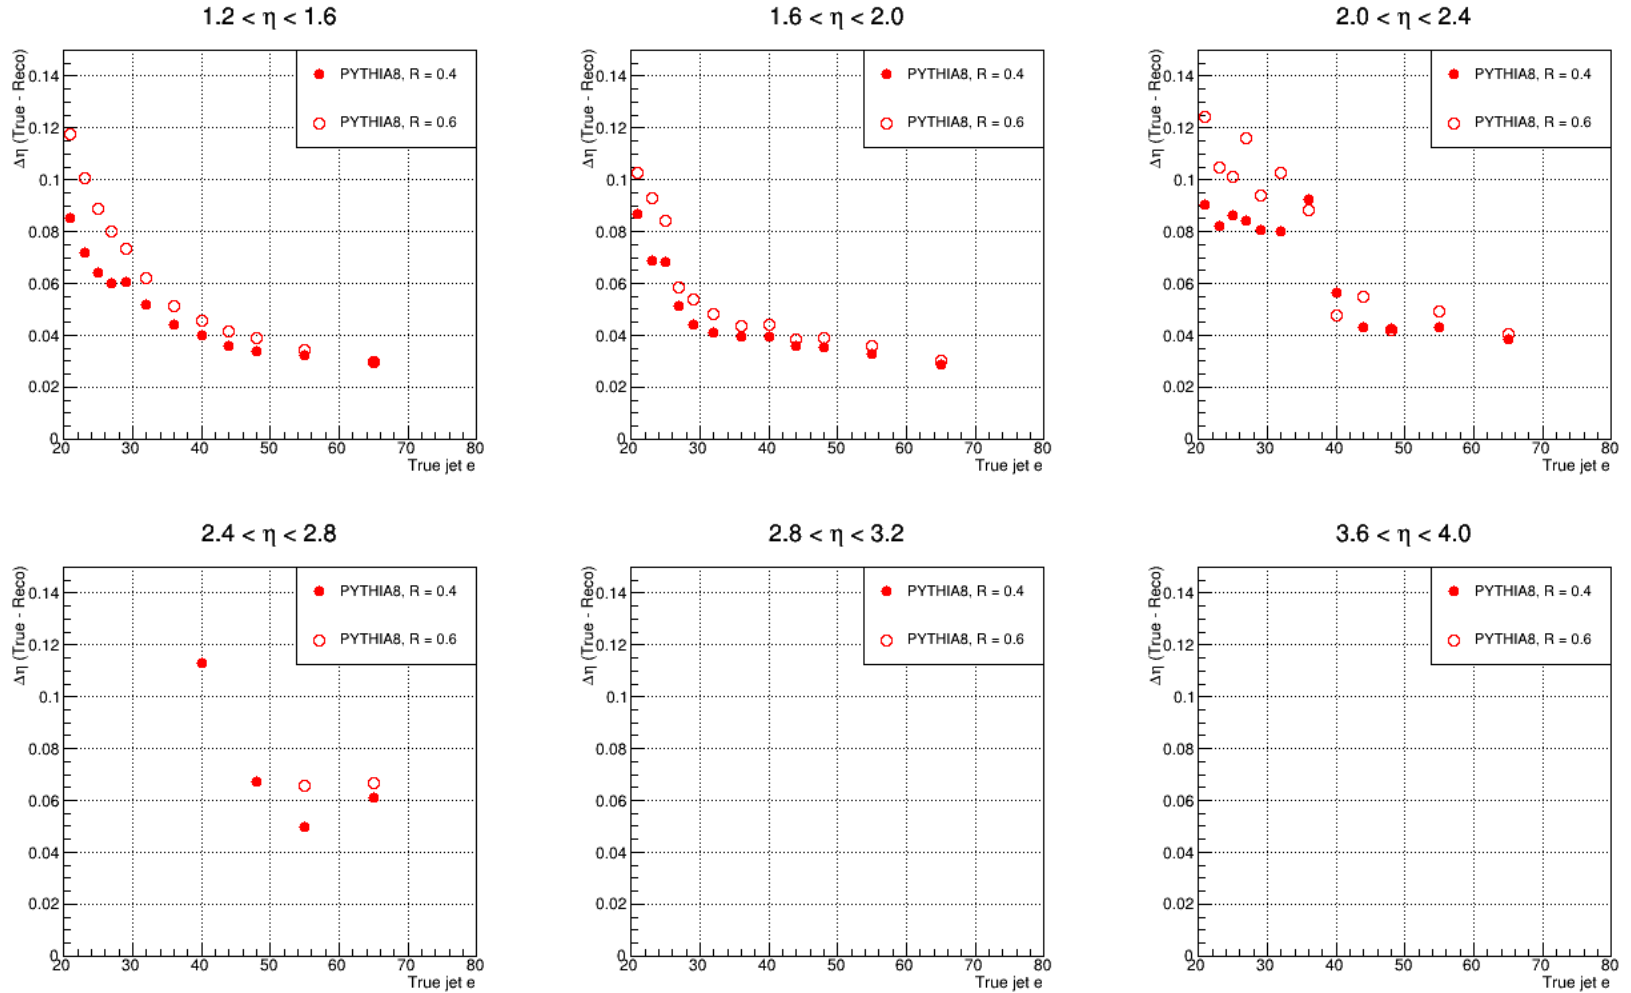 1.2 < η < 1.6
Δη (True - Reco)
0.14
0.12
0.1
0.08
0.06
0.04
0.02
0
20 30 40 50 60 70 80
True jet e
PYTHIA8, R = 0.4
PYTHIA8, R = 0.6
1.6 < η < 2.0
Δη (True - Reco)
0.14
0.12
0.1
0.08
0.06
0.04
0.02
0
20 30 40 50 60 70 80
True jet e
PYTHIA8, R = 0.4
PYTHIA8, R = 0.6
2.0 < η < 2.4
Δη (True - Reco)
0.14
0.12
0.1
0.08
0.06
0.04
0.02
0
20 30 40 50 60 70 80
True jet e
PYTHIA8, R = 0.4
PYTHIA8, R = 0.6
2.4 < η < 2.8
Δη (True - Reco)
0.14
0.12
0.1
0.08
0.06
0.04
0.02
0
20 30 40 50 60 70 80
True jet e
PYTHIA8, R = 0.4
PYTHIA8, R = 0.6
2.8 < η < 3.2
Δη (True - Reco)
0.14
0.12
0.1
0.08
0.06
0.04
0.02
0
20 30 40 50 60 70 80
True jet e
PYTHIA8, R = 0.4
PYTHIA8, R = 0.6
3.6 < η < 4.0
Δη (True - Reco)
0.14
0.12
0.1
0.08
0.06
0.04
0.02
0
20 30 40 50 60 70 80
True jet e
PYTHIA8, R = 0.4
PYTHIA8, R = 0.6